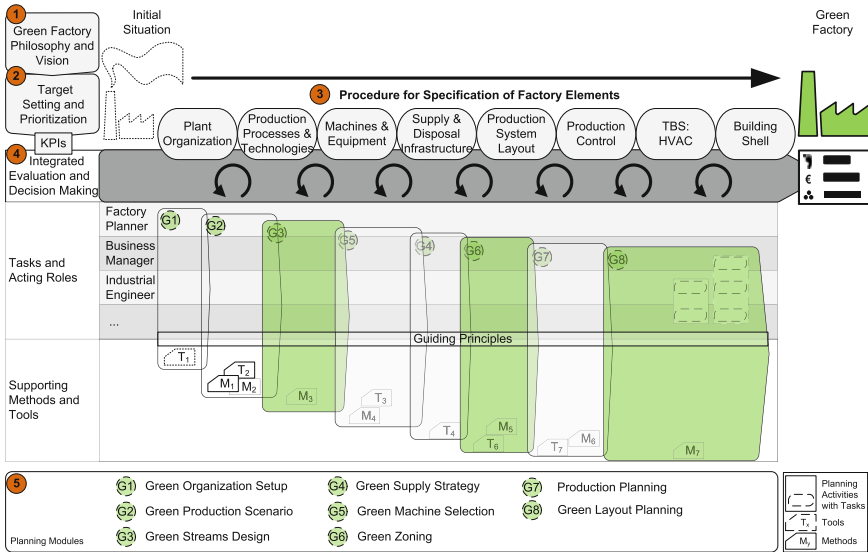 1
Green Factory
Philosophy and
Vision
Initial
Situation
Green
Factory
2
Target
Setting and
Prioritization
KPIs
3 Procedure for Specification of Factory Elements
Plant
Organization
Production
Processes &
Technologies
Machines &
Equipment
Supply &
Disposal
Infrastructure
Production
System
Layout
Production
Control
TBS:
HVAC
Building
Shell
4
Integrated
Evaluation and
Decision Making
€
Tasks and
Acting Roles
Factory
Planner
Business
Manager
Industrial
Engineer
...
G1
G2
G3
G5
G4
G6
G7
G8
Guiding Principles
Supporting
Methods and
Tools
T1
T2
M1
M2
M3
T3
M4
T4
M5
T6
M6
T7
M7
5
Planning Modules
G1 Green Organization Setup
G2 Green Production Scenario
G3 Green Streams Design
G4 Green Supply Strategy
G5 Green Machine Selection
G6 Green Zoning
G7 Production Planning
G8 Green Layout Planning
Planning
Activities
with Tasks
Tx Tools
My Methods